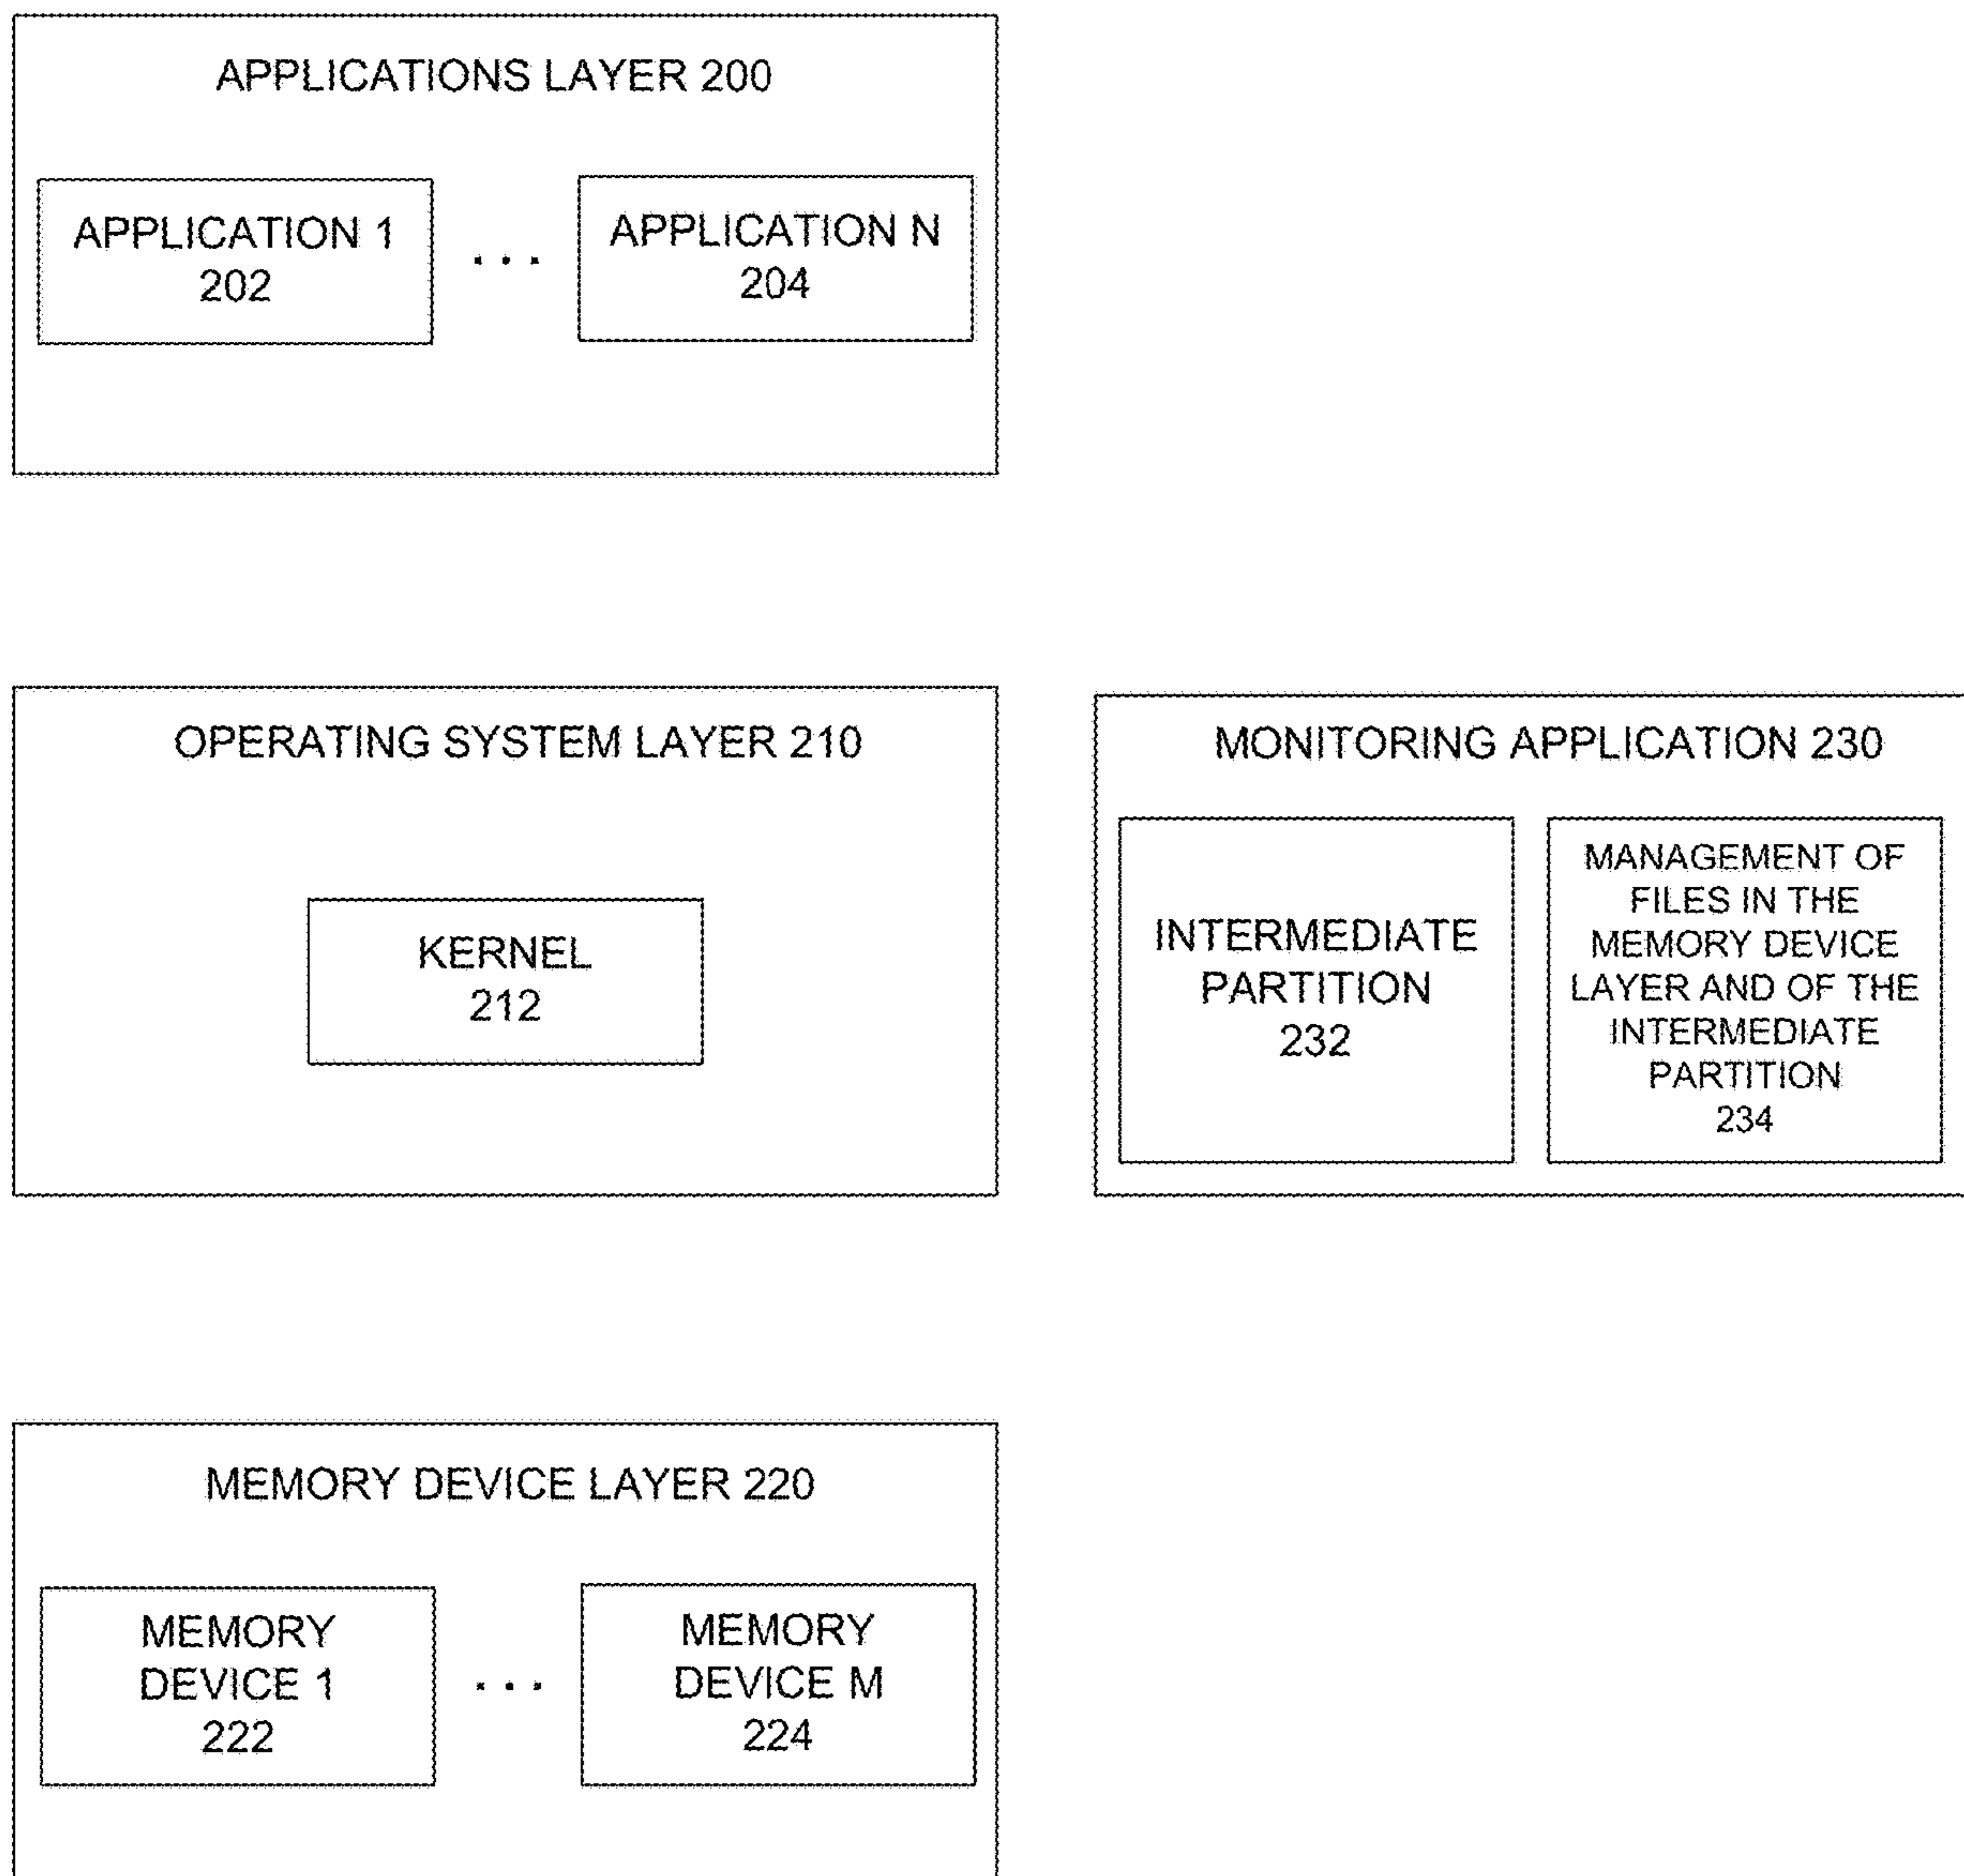 APPLICATIONS LAYER 200
APPLICATION 1
202
...
APPLICATION N
204
OPERATING SYSTEM LAYER 210
KERNEL
212
MONITORING APPLICATION 230
INTERMEDIATE
PARTITION
232
MANAGEMENT OF
FILES IN THE
MEMORY DEVICE
LAYER AND OF THE
INTERMEDIATE
PARTITION
234
MEMORY DEVICE LAYER 220
MEMORY
DEVICE 1
222
...
MEMORY
DEVICE M
224